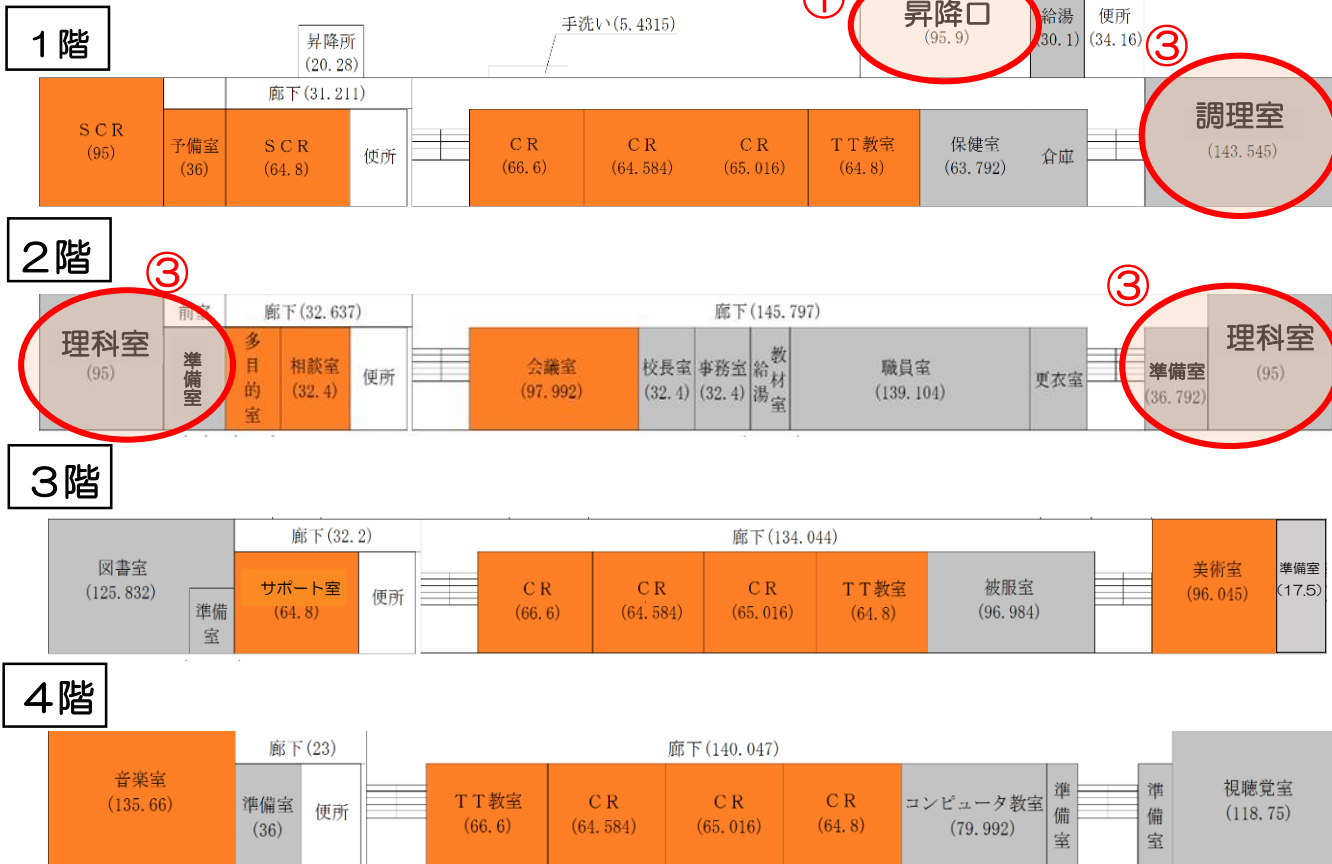 ①
昇降口
(95.9)
給湯
(30.1)
便所
(34.16)
③
手洗い(5.4315)
1階
昇降所
(20.28)
廊下(31.211)
SCR
(95)
予備室
(36)
SCR
(64.8)
便所
CR
(66.6)
CR
(64.584)
CR
(65.016)
TT教室
(64.8)
保健室
(63.792)
倉庫
調理室
(143.545)
2階
③
③
前室
廊下(32.637)
廊下(145.797)
理科室
(95)
準備室
多目的室
相談室
(32.4)
便所
会議室
(97.992)
校長室
(32.4)
事務室
(32.4)
給湯
教材室
職員室
(139.104)
更衣室
準備室
(36.792)
理科室
(95)
3階
廊下(32.2)
廊下(134.044)
図書室
(125.832)
準備室
サポート室
(64.8)
便所
CR
(66.6)
CR
(64.584)
CR
(65.016)
TT教室
(64.8)
被服室
(96.984)
美術室
(96.045)
準備室
(17.5)
4階
廊下(23)
廊下(140.047)
音楽室
(135.66)
準備室
(36)
便所
TT教室
(66.6)
CR
(64.584)
CR
(65.016)
CR
(64.8)
コンピュータ教室
(79.992)
準備室
準備室
視聴覚室
(118.75)